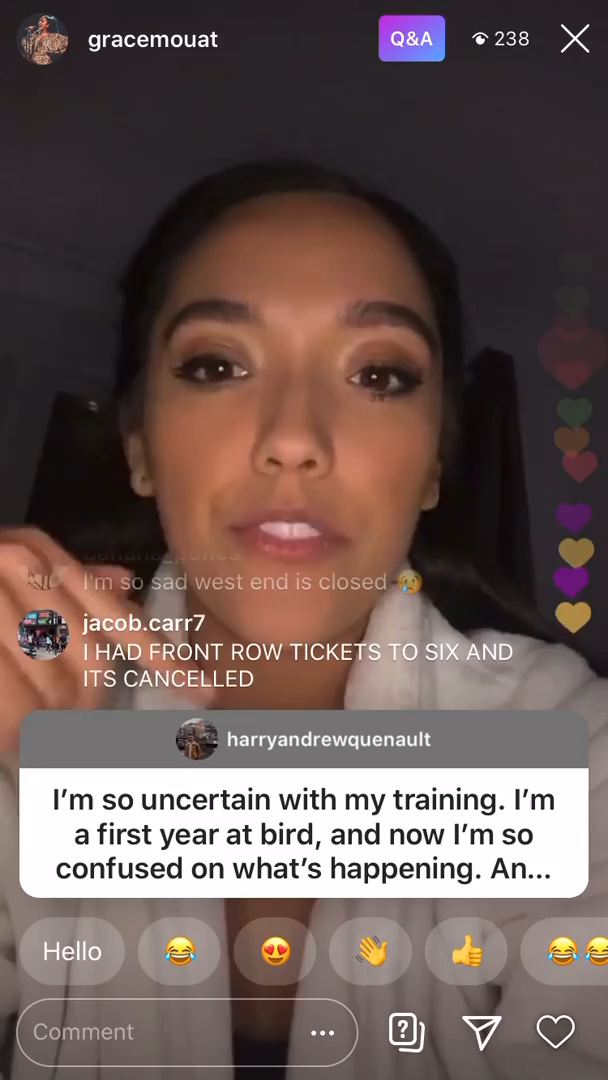 gracemouat
Q&A
238
I'm so sad west end is closed 😢
jacob.carr7
I HAD FRONT ROW TICKETS TO SIX AND
ITS CANCELLED
harryandrewquenault
I'm so uncertain with my training. I'm
a first year at bird, and now I'm so
confused on what's happening. An...
Hello 😂 😍 👋 👍 😂 😂
Comment